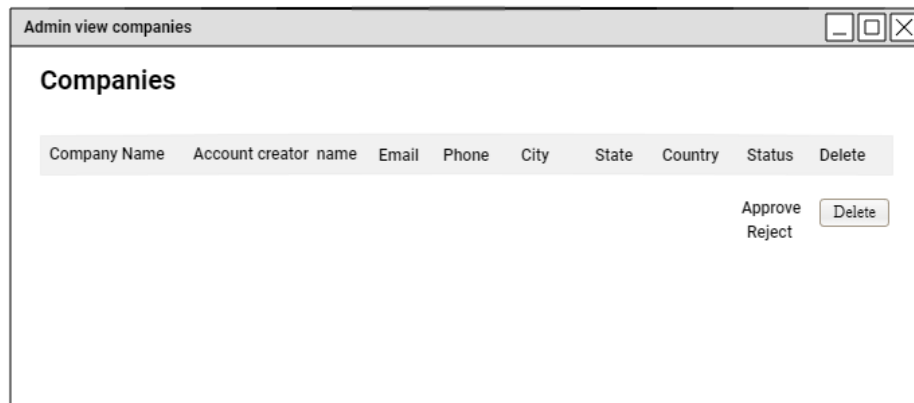 Admin view companies
Companies
Company Name Account creator name Email Phone City State Country Status Delete
Approve Delete
Reject